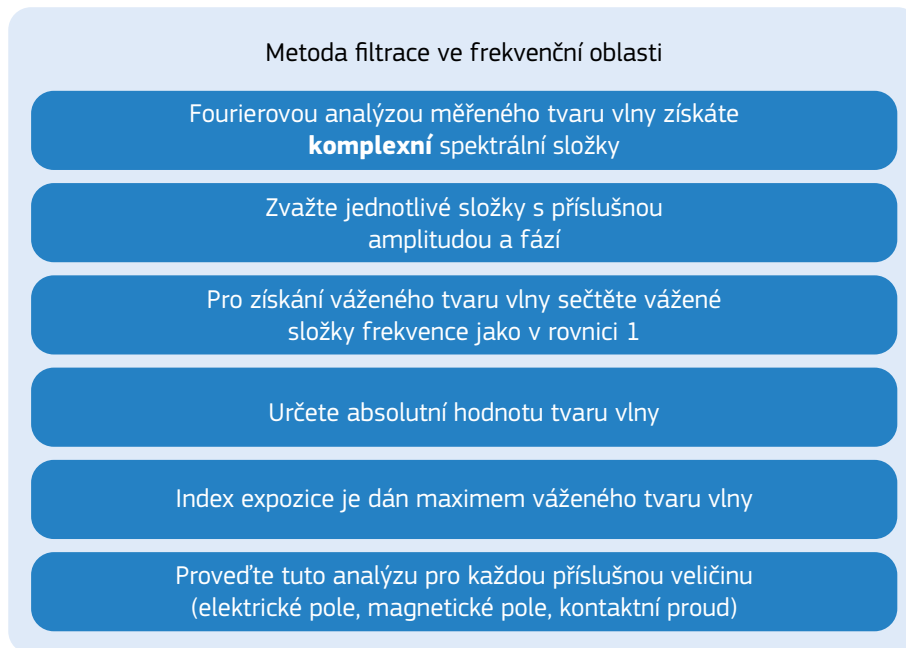 Metoda filtrace ve frekvenční oblasti
Fourierovou analýzou měřeného tvaru vlny získáte
komplexní spektrální složky
Zvažte jednotlivé složky s příslušnou
amplitudou a fází
Pro získání váženého tvaru vlny sečtěte vážené
složky frekvence jako v rovnici 1
Určete absolutní hodnotu tvaru vlny
Index expozice je dán maximem váženého tvaru vlny
Proveďte tuto analýzu pro každou příslušnou veličinu
(elektrické pole, magnetické pole, kontaktní proud)